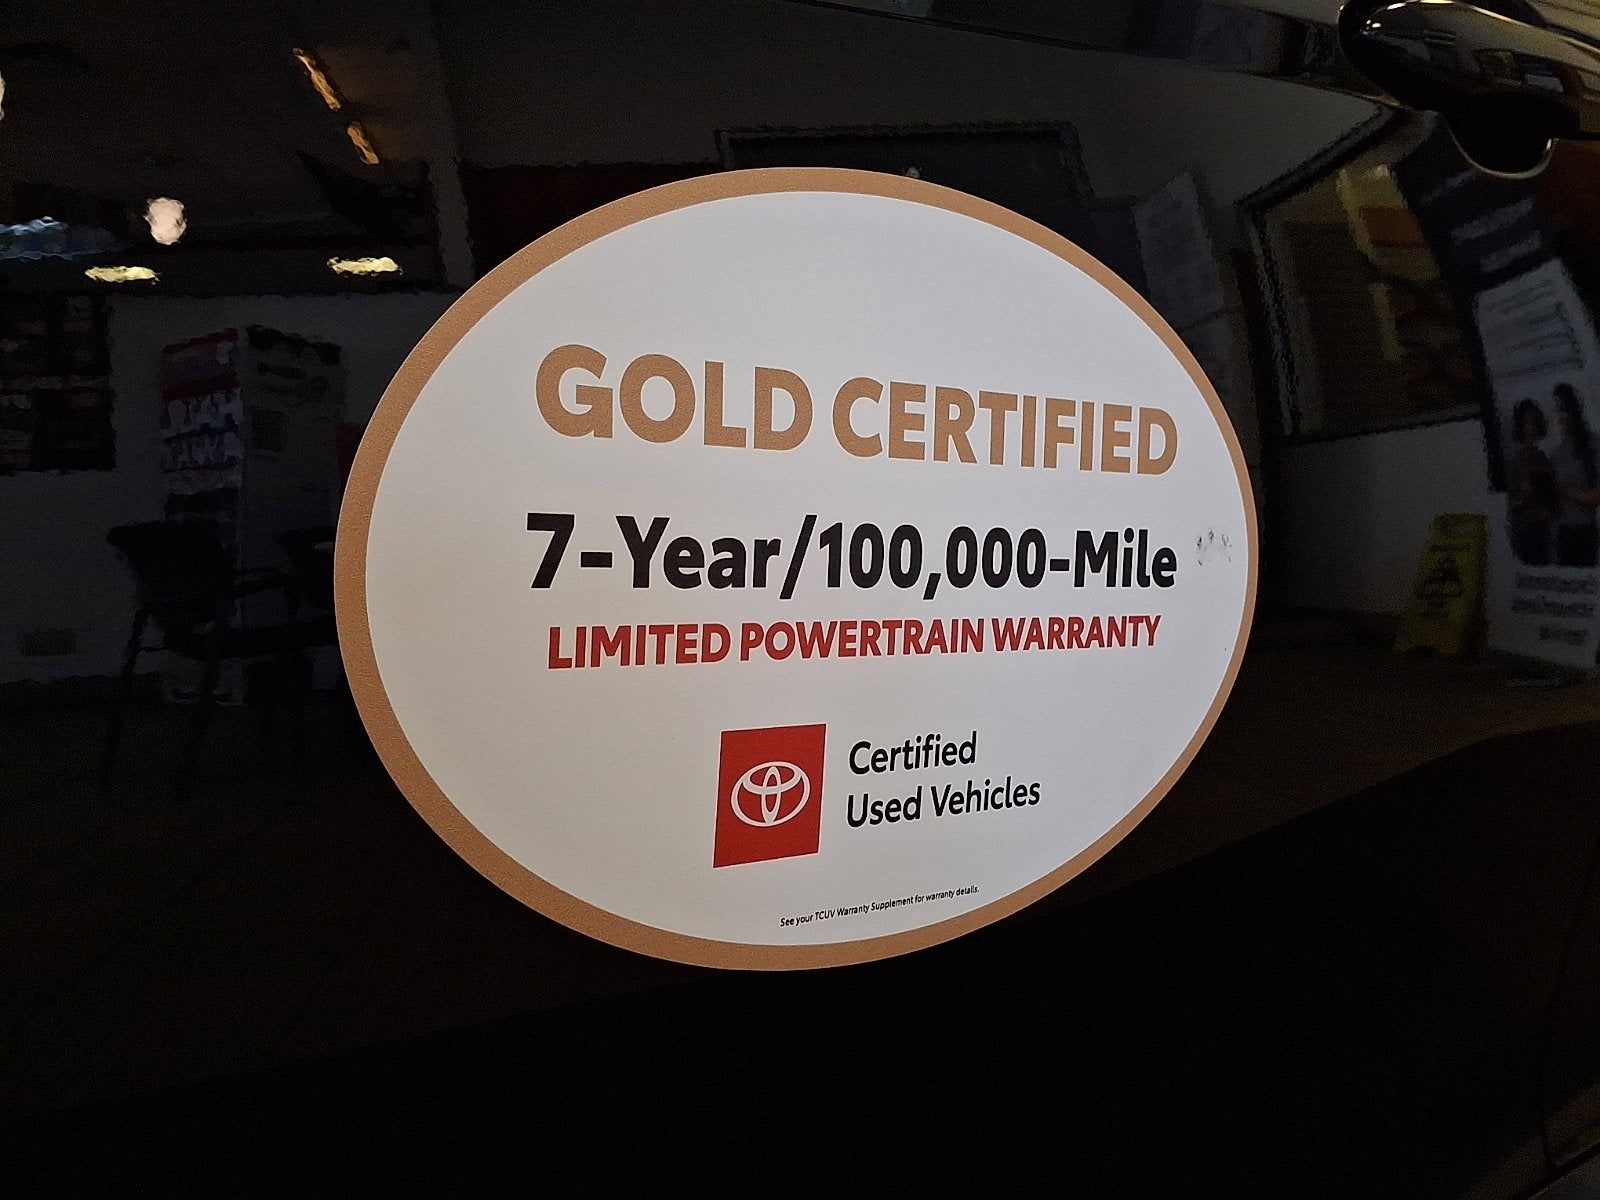 GOLD CERTIFIED
7-Year/100,000-Mile
LIMITED POWERTRAIN WARRANTY
Certified
Used Vehicles
See your TCUV Warranty Supplement for warranty details.